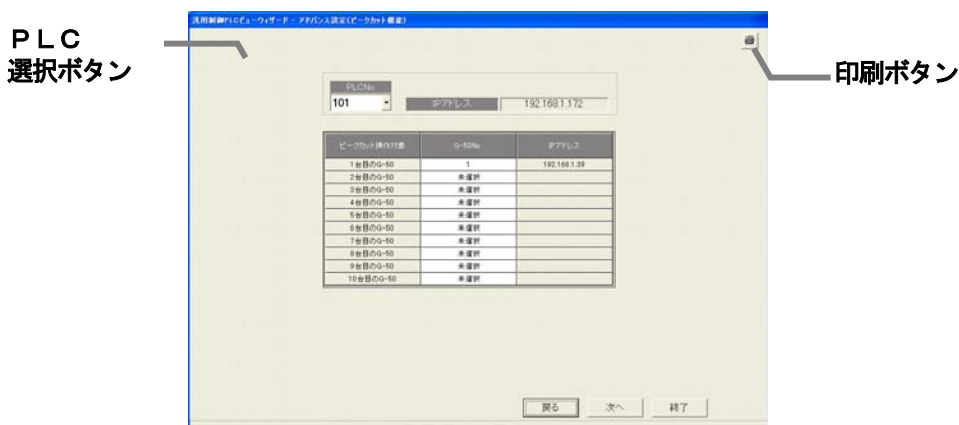 汎用制御PLCビューウィザード - アドバンス設定(ピークカット機能)
ＰＬＣ
選択ボタン
印刷ボタン
PLCNo.
101
IPアドレス
192.168.1.172
ピークカット操作対象 G-50No. IPアドレス
1台目のG-50 1 192.168.1.39
2台目のG-50 未選択
3台目のG-50 未選択
4台目のG-50 未選択
5台目のG-50 未選択
6台目のG-50 未選択
7台目のG-50 未選択
8台目のG-50 未選択
9台目のG-50 未選択
10台目のG-50 未選択
戻る 次へ 終了